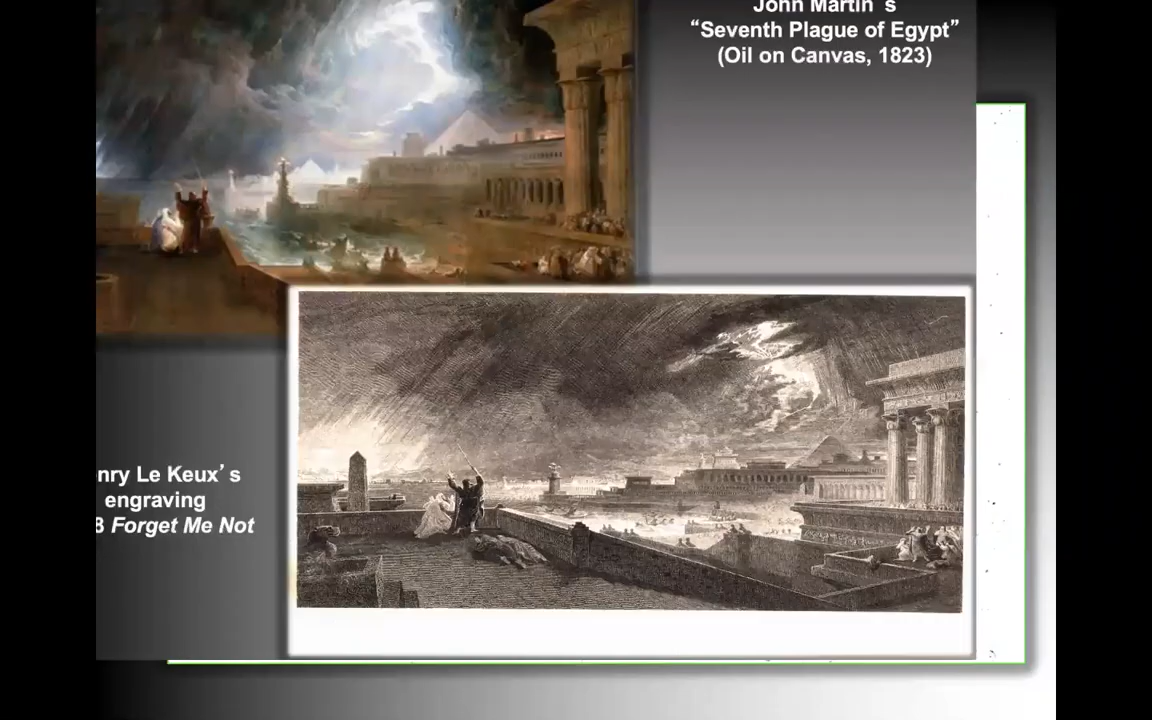 John Martin's
“Seventh Plague of Egypt”
(Oil on Canvas, 1823)
nry Le Keux's
engraving
8 Forget Me Not